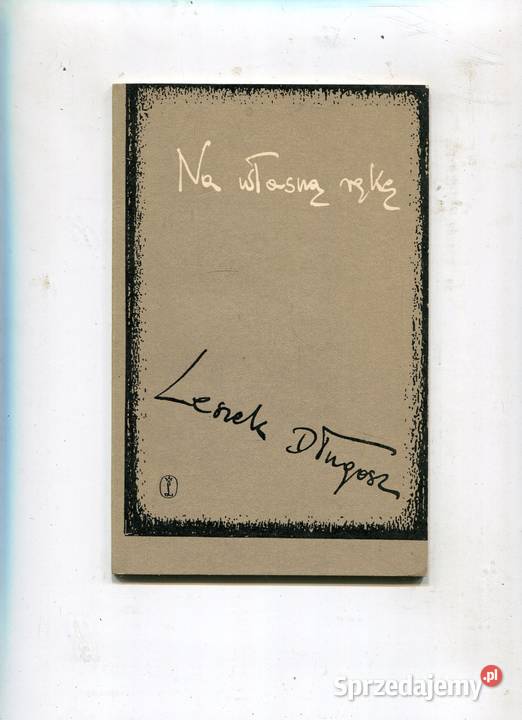 Na własną rękę
Leszek Długosz
Sprzedajemy.pl